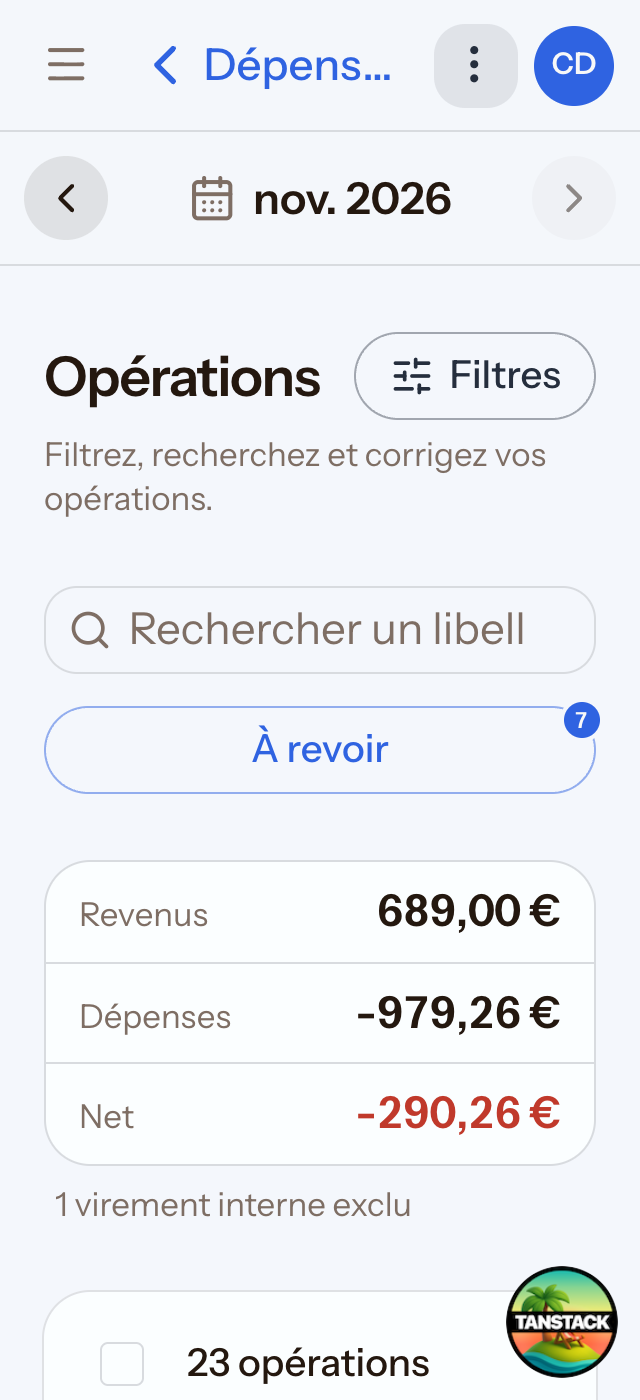 Dépens...
CD
nov. 2026
Opérations
Filtres
Filtrez, recherchez et corrigez vos
opérations.
Rechercher un libell
À revoir
7
Revenus
689,00 €
Dépenses
-979,26 €
Net
-290,26 €
1 virement interne exclu
TANSTACK
23 opérations